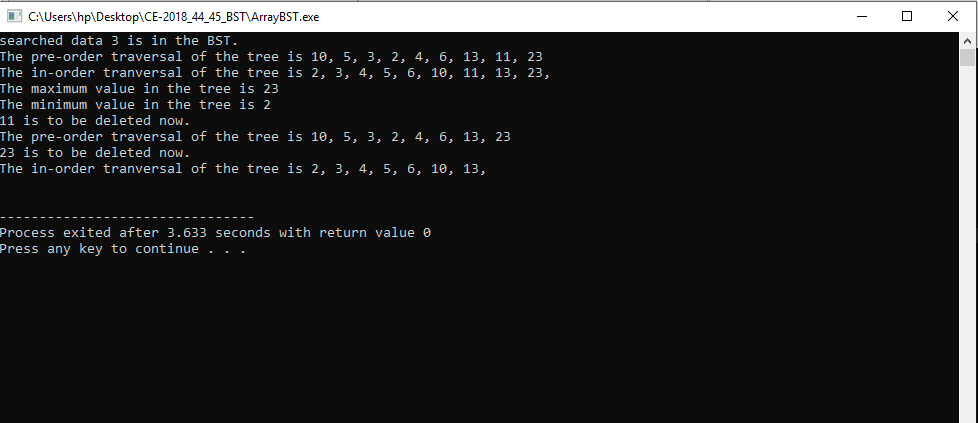 C:\Users\hp\Desktop\CE-2018_44_45_BST\ArrayBST.exe
searched data 3 is in the BST.
The pre-order traversal of the tree is 10, 5, 3, 2, 4, 6, 13, 11, 23
The in-order tranversal of the tree is 2, 3, 4, 5, 6, 10, 11, 13, 23,
The maximum value in the tree is 23
The minimum value in the tree is 2
11 is to be deleted now.
The pre-order traversal of the tree is 10, 5, 3, 2, 4, 6, 13, 23
23 is to be deleted now.
The in-order tranversal of the tree is 2, 3, 4, 5, 6, 10, 13,
--------------------------------
Process exited after 3.633 seconds with return value 0
Press any key to continue . . .